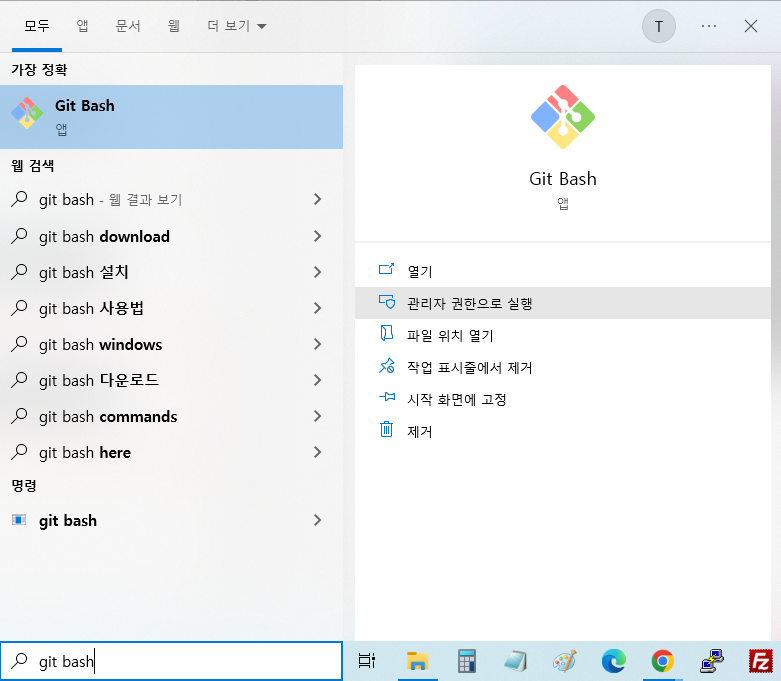 모두 앱 문서 웹 더 보기 T
가장 정확
Git Bash
앱
웹 검색
git bash - 웹 결과 보기
git bash download
git bash 설치
git bash 사용법
git bash windows
git bash 다운로드
git bash commands
git bash here
명령
git bash
Git Bash
앱
열기
관리자 권한으로 실행
파일 위치 열기
작업 표시줄에서 제거
시작 화면에 고정
제거
git bash
Fz